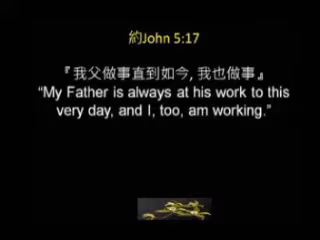 約John 5:17
『我父做事直到如今, 我也做事』
“My Father is always at his work to this
very day, and I, too, am working.”